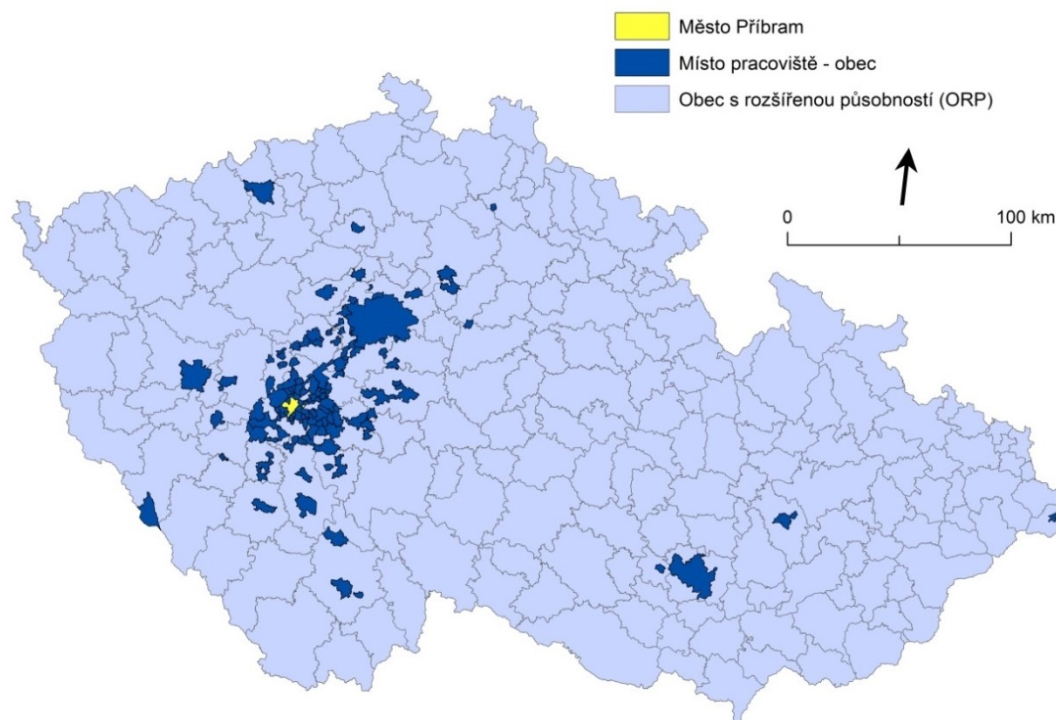 Město Příbram
Místo pracoviště - obec
Obec s rozšířenou působností (ORP)
0 100 km